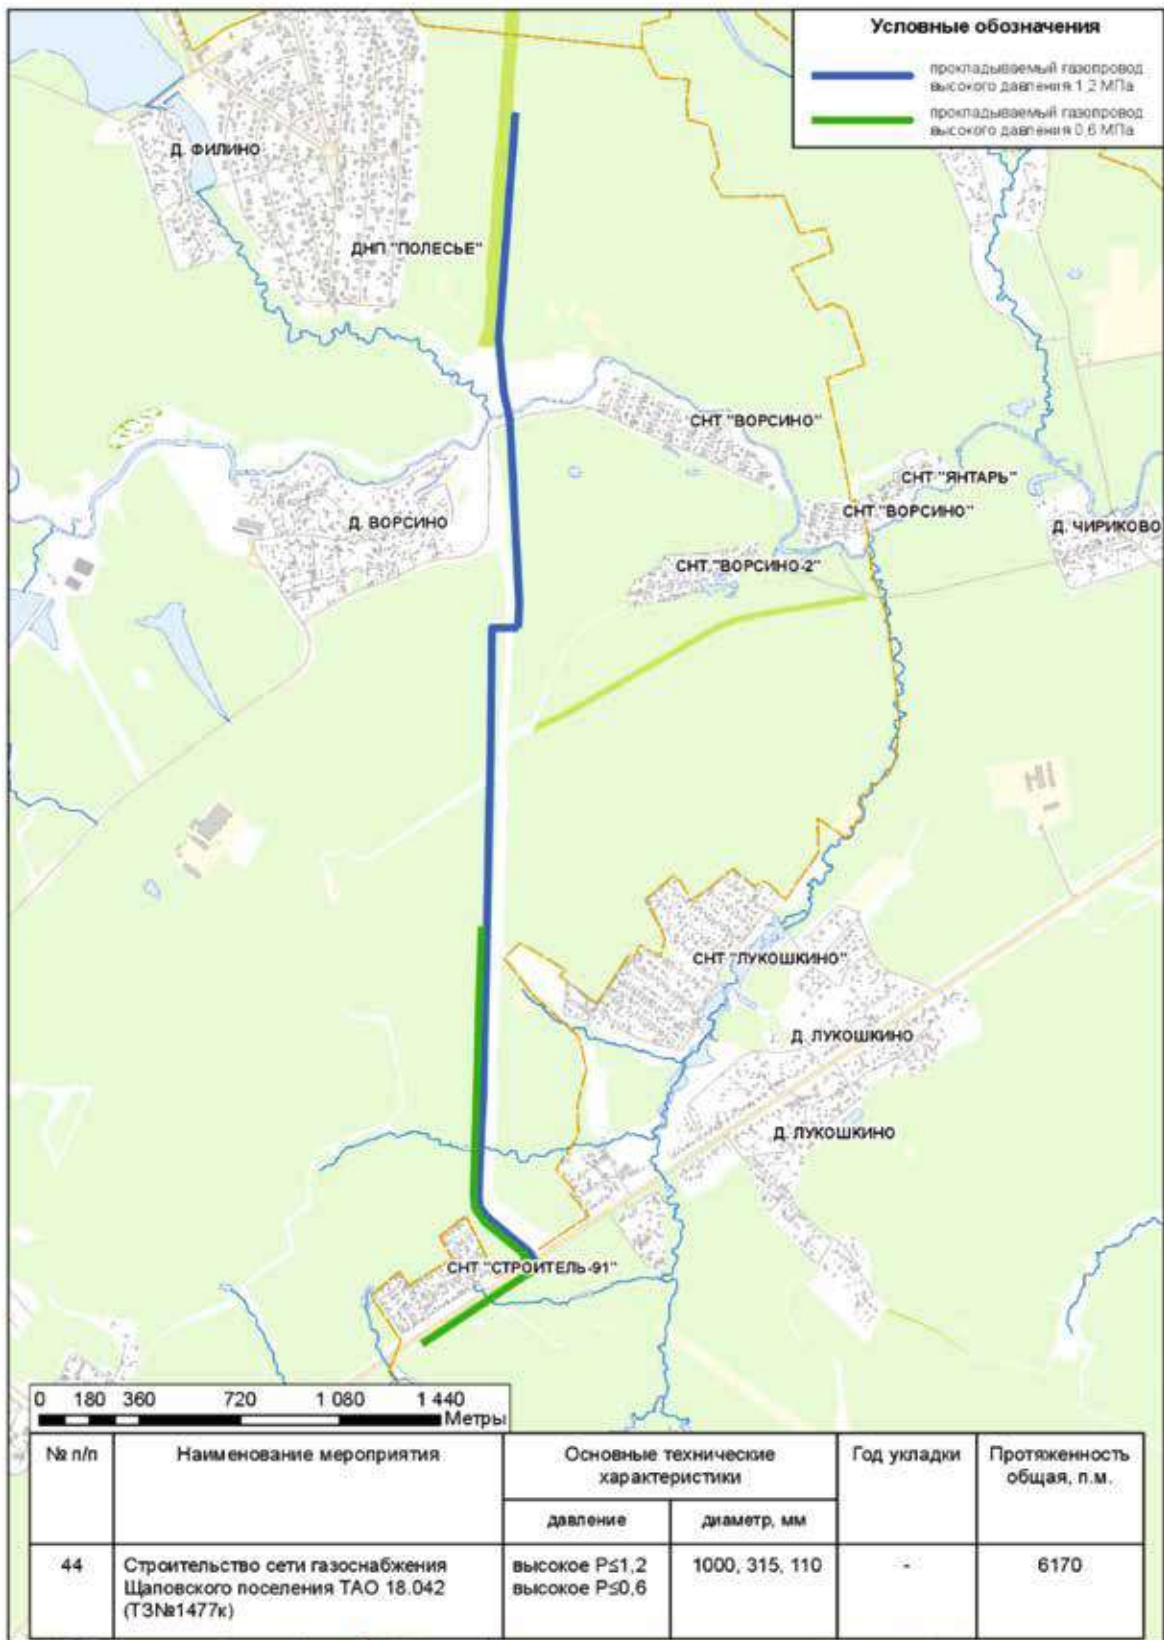 Условные обозначения
прокладываемый газопровод
высокого давления 1,2 МПа
прокладываемый газопровод
высокого давления 0,6 МПа
Д. ФИЛИНО
ДНП "ПОЛЕСЬЕ"
СНТ "ВОРСИНО"
СНТ "ЯНТАРЬ"
СНТ "ВОРСИНО"
Д. ВОРСИНО
Д. ЧИРИКОВО
СНТ "ВОРСИНО-2"
СНТ "ЛУКОШКИНО"
Д. ЛУКОШКИНО
Д. ЛУКОШКИНО
СНТ "СТРОИТЕЛЬ-91"
0 180 360 720 1 080 1 440
Метры
№ п/п
Наименование мероприятия
Основные технические
характеристики
Год укладки
Протяженность
общая, п.м.
давление
диаметр, мм
44
Строительство сети газоснабжения
Щаповского поселения ТАО 18.042
(ТЗ№1477к)
высокое P≤1,2
высокое P≤0,6
1000, 315, 110
-
6170